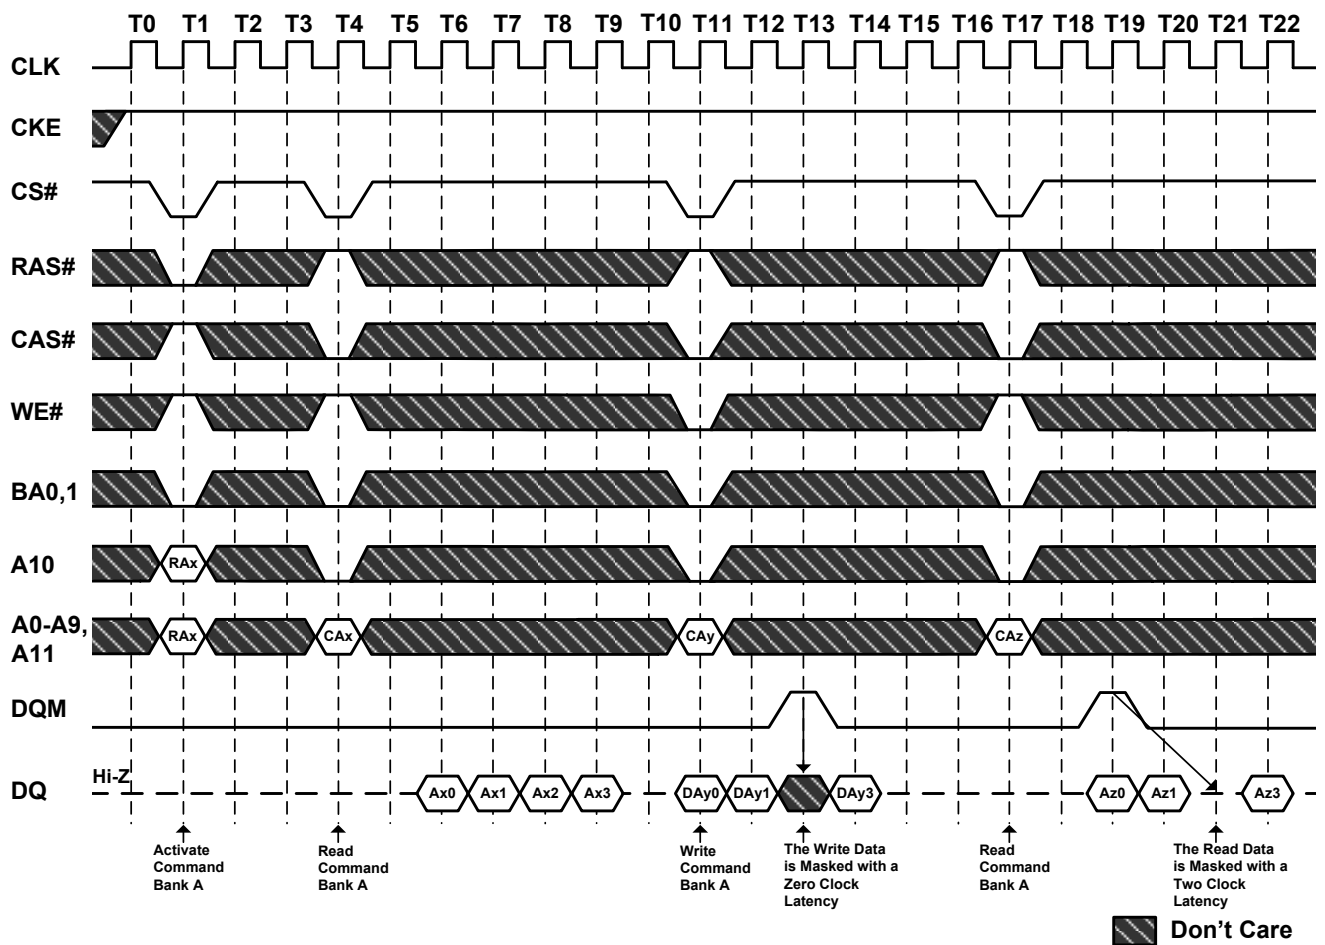 T0 T1 T2 T3 T4 T5 T6 T7 T8 T9 T10 T11 T12 T13 T14 T15 T16 T17 T18 T19 T20 T21 T22
CLK
CKE
CS#
RAS#
CAS#
WE#
BA0,1
A10 RAx
A0-A9,
A11
RAx CAx CAy CAz
DQM
Hi-Z
DQ Ax0 Ax1 Ax2 Ax3 DAy0 DAy1 DAy3 Az0 Az1 Az3
Activate
Command
Bank A
Read
Command
Bank A
Write
Command
Bank A
The Write Data
is Masked with a
Zero Clock
Latency
Read
Command
Bank A
The Read Data
is Masked with a
Two Clock
Latency
Don't Care